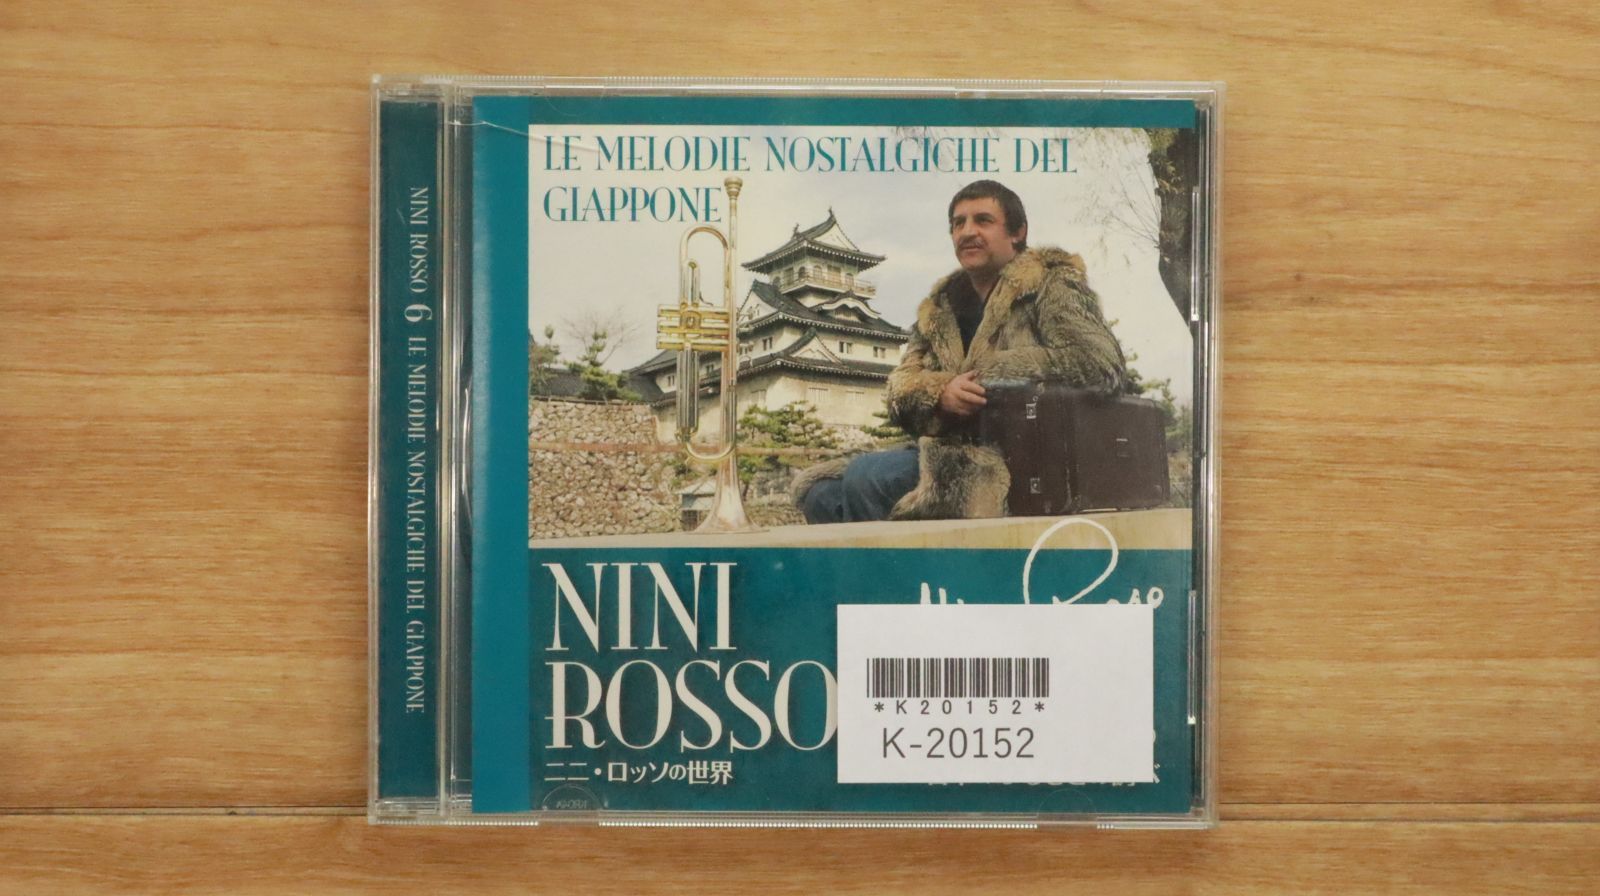 NINI ROSSO 6 LE MELODIE NOSTALGICHE DEL GIAPPONE
LE MELODIE NOSTALGICHE DEL
GIAPPONE
NINI
ROSSO
ニニ・ロッソの世界
*K20152*
K-20152